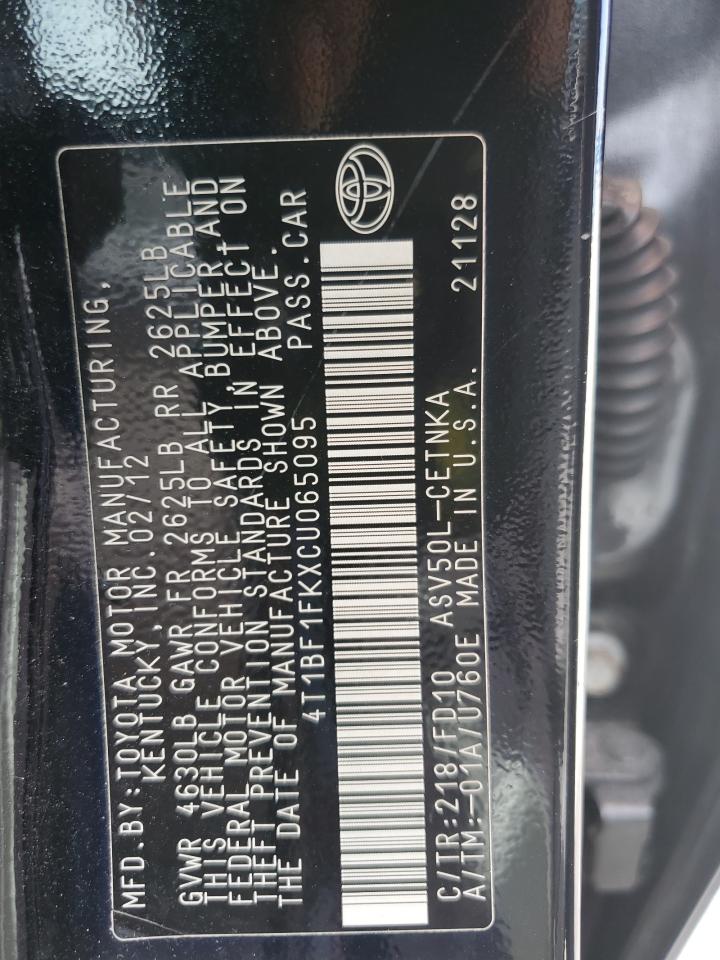 MFD.BY:TOYOTA MOTOR MANUFACTURING,
KENTUCKY,INC.02/12
GVWR 4630LB GAWR FR 2625LB RR 2625LB
THIS VEHICLE CONFORMS TO ALL APPLICABLE
FEDERAL MOTOR VEHICLE SAFETY,BUMPER,AND
THEFT PREVENTION STANDARDS IN EFFECT ON
THE DATE OF MANUFACTURE SHOWN ABOVE.
4T1BF1FKXCU065095 PASS.CAR
C/TR:218/FD10 ASV50L-CETNKA
A/TM:-01A/U760E MADE IN U.S.A. 21128